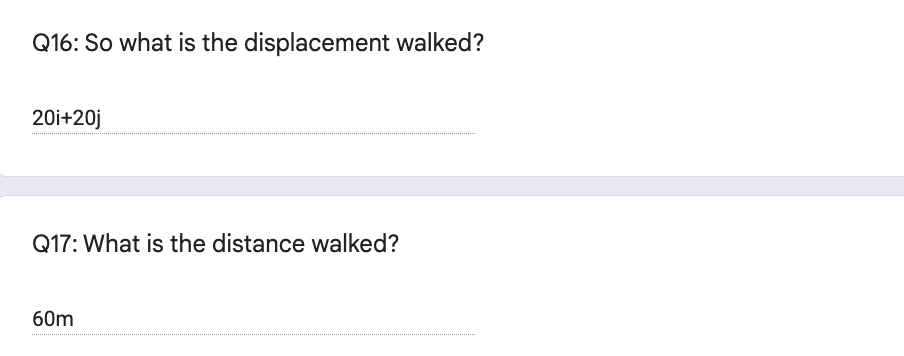 Q16: So what is the displacement walked?
20i+20j
Q17: What is the distance walked?
60m